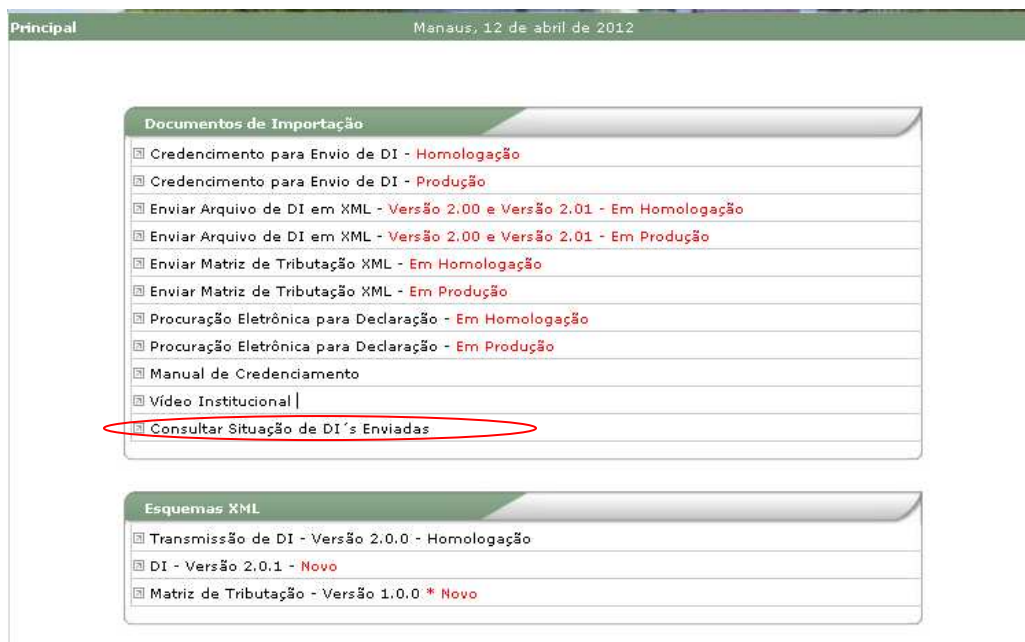 Principal
Manaus, 12 de abril de 2012
Documentos de Importação
Credencimento para Envio de DI - Homologação
Credencimento para Envio de DI - Produção
Enviar Arquivo de DI em XML - Versão 2.00 e Versão 2.01 - Em Homologação
Enviar Arquivo de DI em XML - Versão 2.00 e Versão 2.01 - Em Produção
Enviar Matriz de Tributação XML - Em Homologação
Enviar Matriz de Tributação XML - Em Produção
Procuração Eletrônica para Declaração - Em Homologação
Procuração Eletrônica para Declaração - Em Produção
Manual de Credenciamento
Vídeo Institucional
Consultar Situação de DI´s Enviadas
Esquemas XML
Transmissão de DI - Versão 2.0.0 - Homologação
DI - Versão 2.0.1 - Novo
Matriz de Tributação - Versão 1.0.0 * Novo